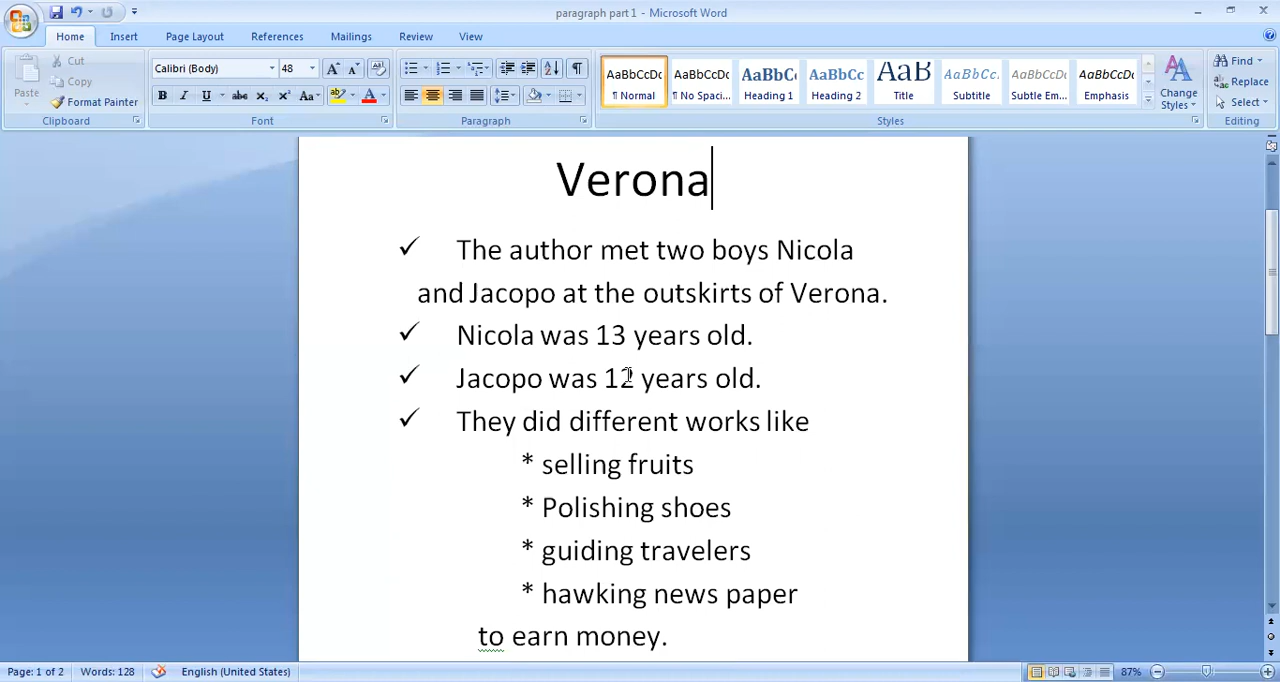 paragraph part 1 - Microsoft Word
Home Insert Page Layout References Mailings Review View
Paste
Cut
Copy
Format Painter
Clipboard
Calibri (Body) 48
Font
Paragraph
AaBbCcDc AaBbCcDc AaBbC AaBbCc AaB AaBbCc. AaBbCcDc AaBbCcDc
¶ Normal ¶ No Spaci... Heading 1 Heading 2 Title Subtitle Subtle Em... Emphasis
Change
Styles
Styles
Find
Replace
Select
Editing
Verona
✓ The author met two boys Nicola
and Jacopo at the outskirts of Verona.
✓ Nicola was 13 years old.
✓ Jacopo was 12 years old.
✓ They did different works like
* selling fruits
* Polishing shoes
* guiding travelers
* hawking news paper
to earn money.
Page: 1 of 2 Words: 128 English (United States) 87%